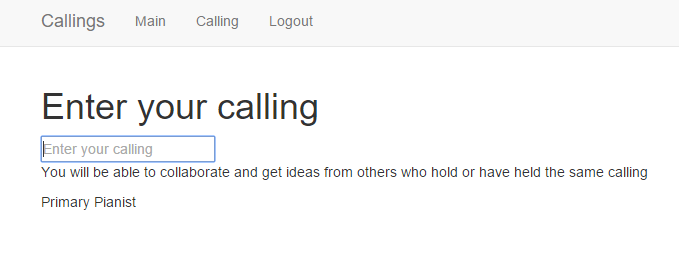 Callings Main Calling Logout
Enter your calling
Enter your calling
You will be able to collaborate and get ideas from others who hold or have held the same calling
Primary Pianist